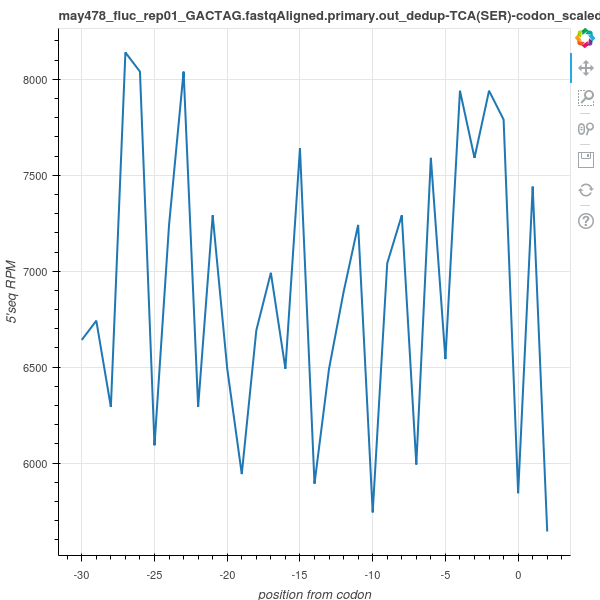 may478_fluc_rep01_GACTAG.fastqAligned.primary.out_dedup-TCA(SER)-codon_scaled
8000
7500
7000
6500
6000
5'seq RPM
-30 -25 -20 -15 -10 -5 0
position from codon
?